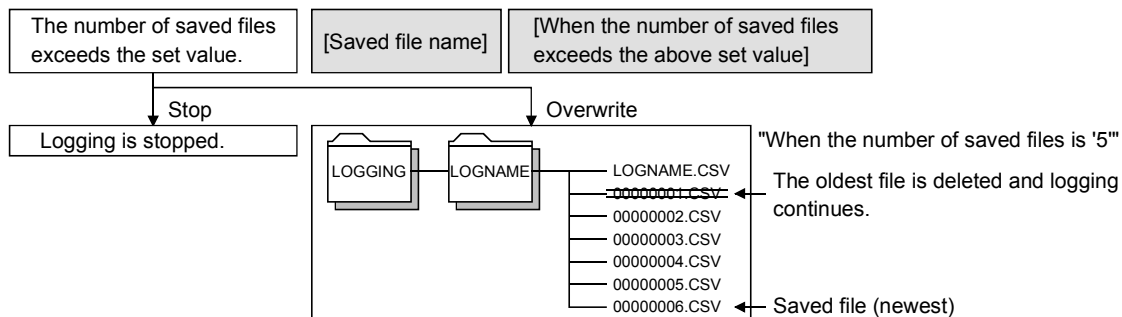 The number of saved files
exceeds the set value.
[Saved file name]
[When the number of saved files
exceeds the above set value]
Stop
Overwrite
Logging is stopped.
"When the number of saved files is '5'"
LOGGING
LOGNAME
LOGNAME.CSV
00000001.CSV
The oldest file is deleted and logging
continues.
00000002.CSV
00000003.CSV
00000004.CSV
00000005.CSV
00000006.CSV
Saved file (newest)